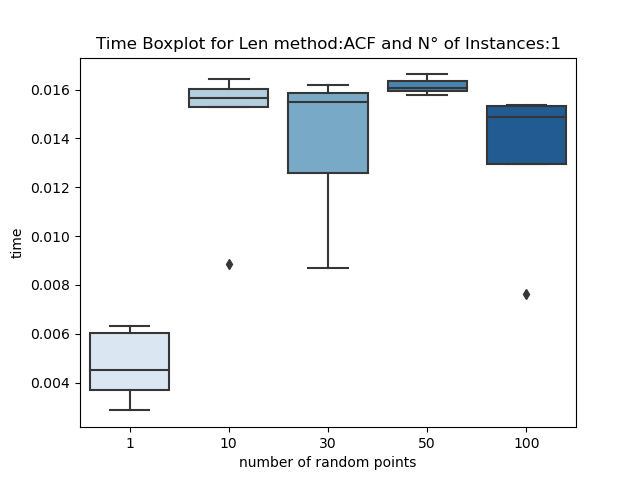 Time Boxplot for Len method:ACF and N° of Instances:1
0.016
0.014
0.012
0.010
0.008
0.006
0.004
time
1 10 30 50 100
number of random points